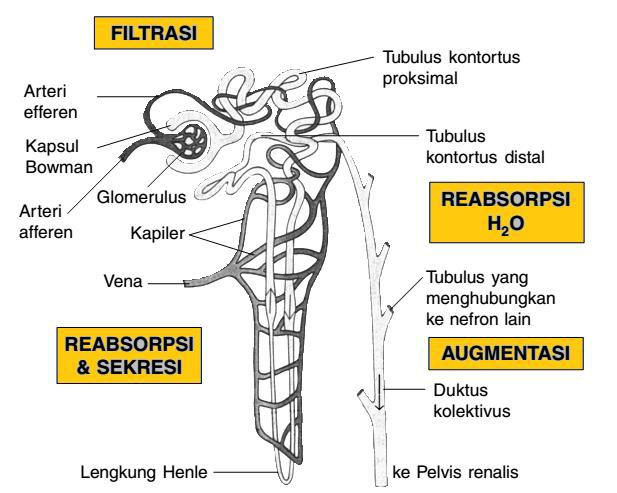 FILTRASI
Tubulus kontortus
proksimal
Arteri
efferen
Kapsul
Bowman
Tubulus
kontortus distal
Glomerulus
Arteri
afferen
REABSORPSI
H₂O
Kapiler
Vena
Tubulus yang
menghubungkan
ke nefron lain
REABSORPSI
& SEKRESI
AUGMENTASI
Duktus
kolektivus
Lengkung Henle
ke Pelvis renalis